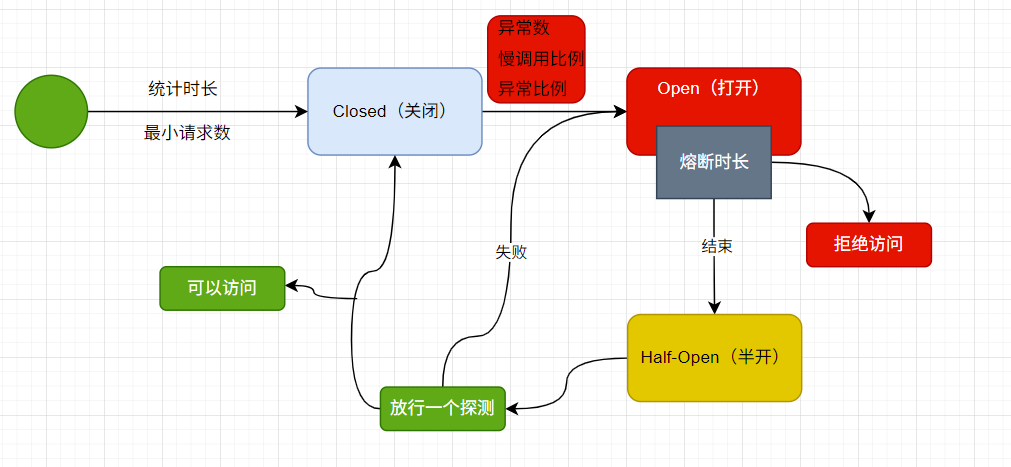 异常数
慢调用比例
异常比例
统计时长
最小请求数
Closed（关闭）
Open（打开）
熔断时长
失败
结束
拒绝访问
可以访问
Half-Open（半开）
放行一个探测